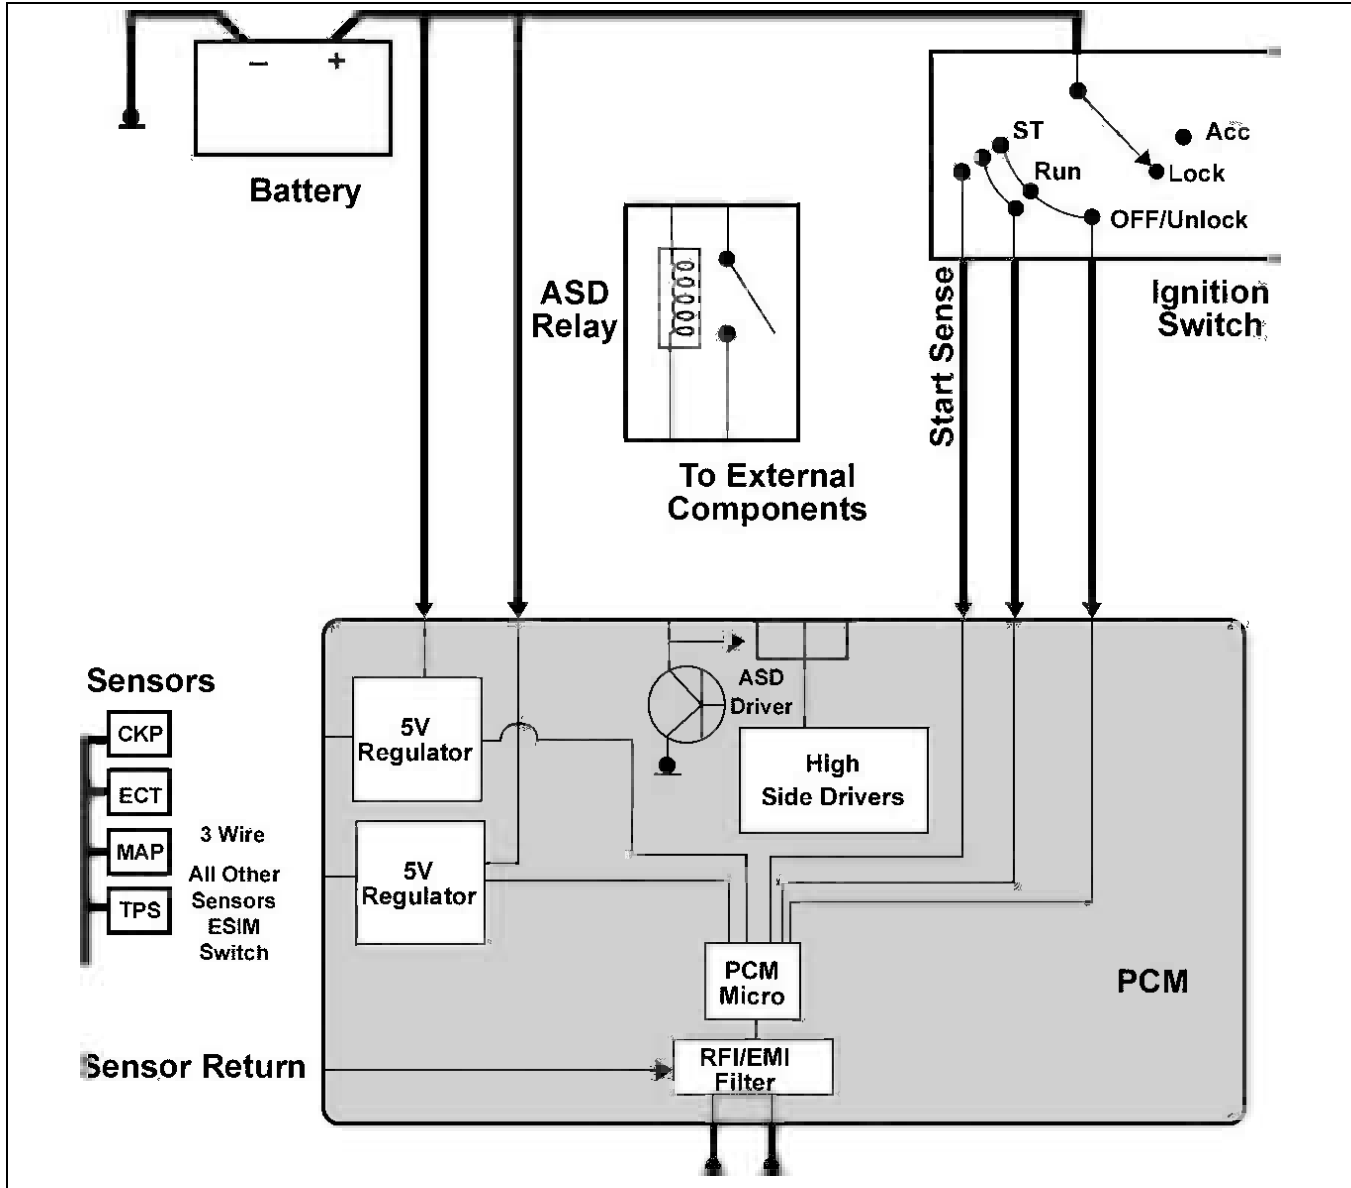 − +
Battery
ST
Acc
Run
Lock
OFF/Unlock
Ignition
Switch
ASD
Relay
Start Sense
To External
Components
Sensors
CKP
ECT
MAP
TPS
3 Wire
All Other
Sensors
ESIM
Switch
5V
Regulator
5V
Regulator
ASD
Driver
High
Side Drivers
PCM
Micro
PCM
RFI/EMI
Filter
Sensor Return